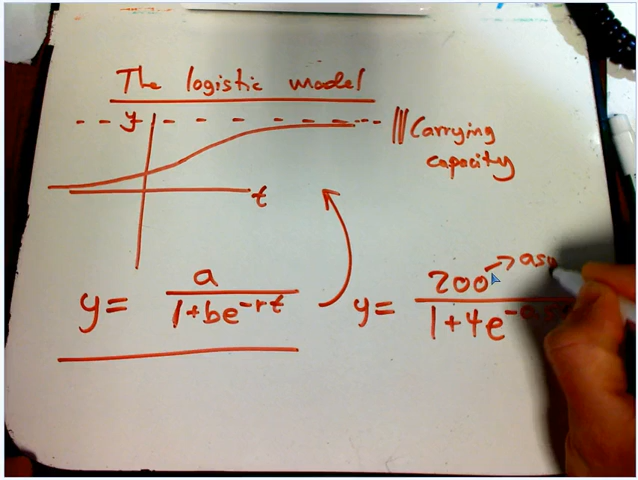 The logistic model
y
Carrying
capacity
t
y = a / 1+be^-rt
y = 200 / 1+4e^-